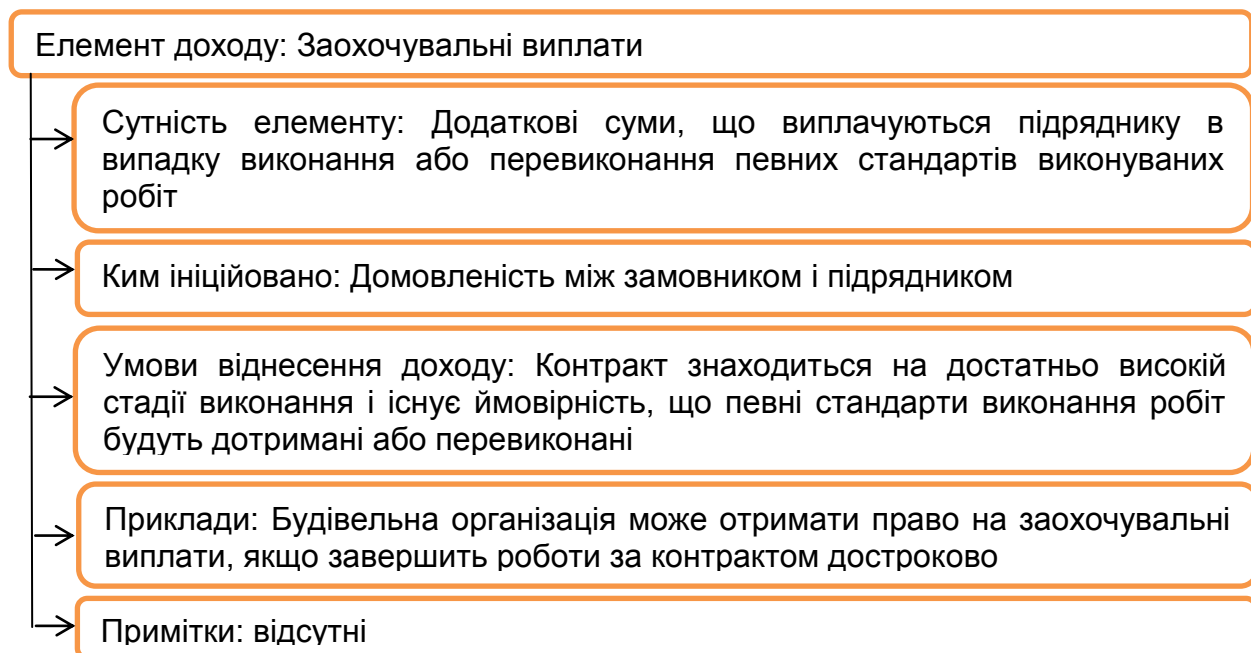 Елемент доходу: Заохочувальні виплати
Сутність елементу: Додаткові суми, що виплачуються підряднику в
випадку виконання або перевиконання певних стандартів виконуваних
робіт
Ким ініційовано: Домовленість між замовником і підрядником
Умови віднесення доходу: Контракт знаходиться на достатньо високій
стадії виконання і існує ймовірність, що певні стандарти виконання робіт
будуть дотримані або перевиконані
Приклади: Будівельна організація може отримати право на заохочувальні
виплати, якщо завершить роботи за контрактом достроково
Примітки: відсутні